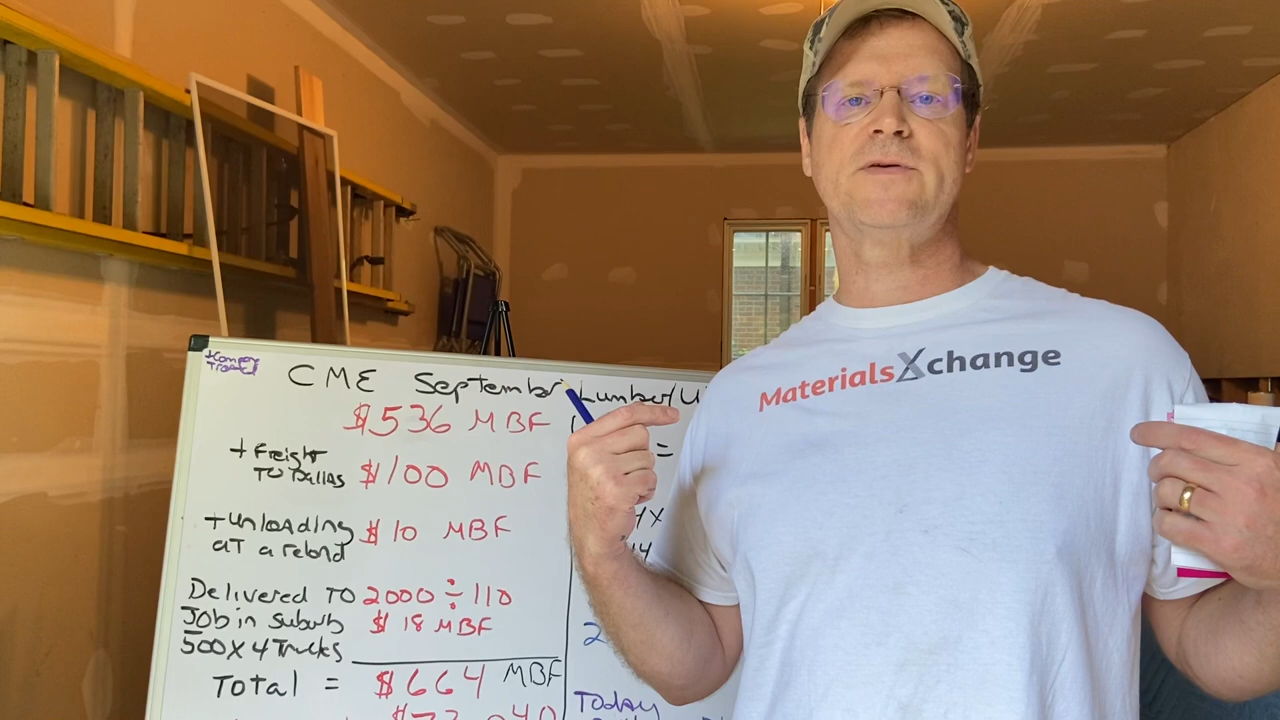 CME September Lumber/
$536 MBF
+ Freight
TO Dallas $100 MBF
=
+ unloading
AT a reload $10 MBF
Delivered TO 2000 ÷ 110
Job in suburb $18 MBF
500 X 4 Trucks
Total = $664 MBF
Today
MaterialsXchange